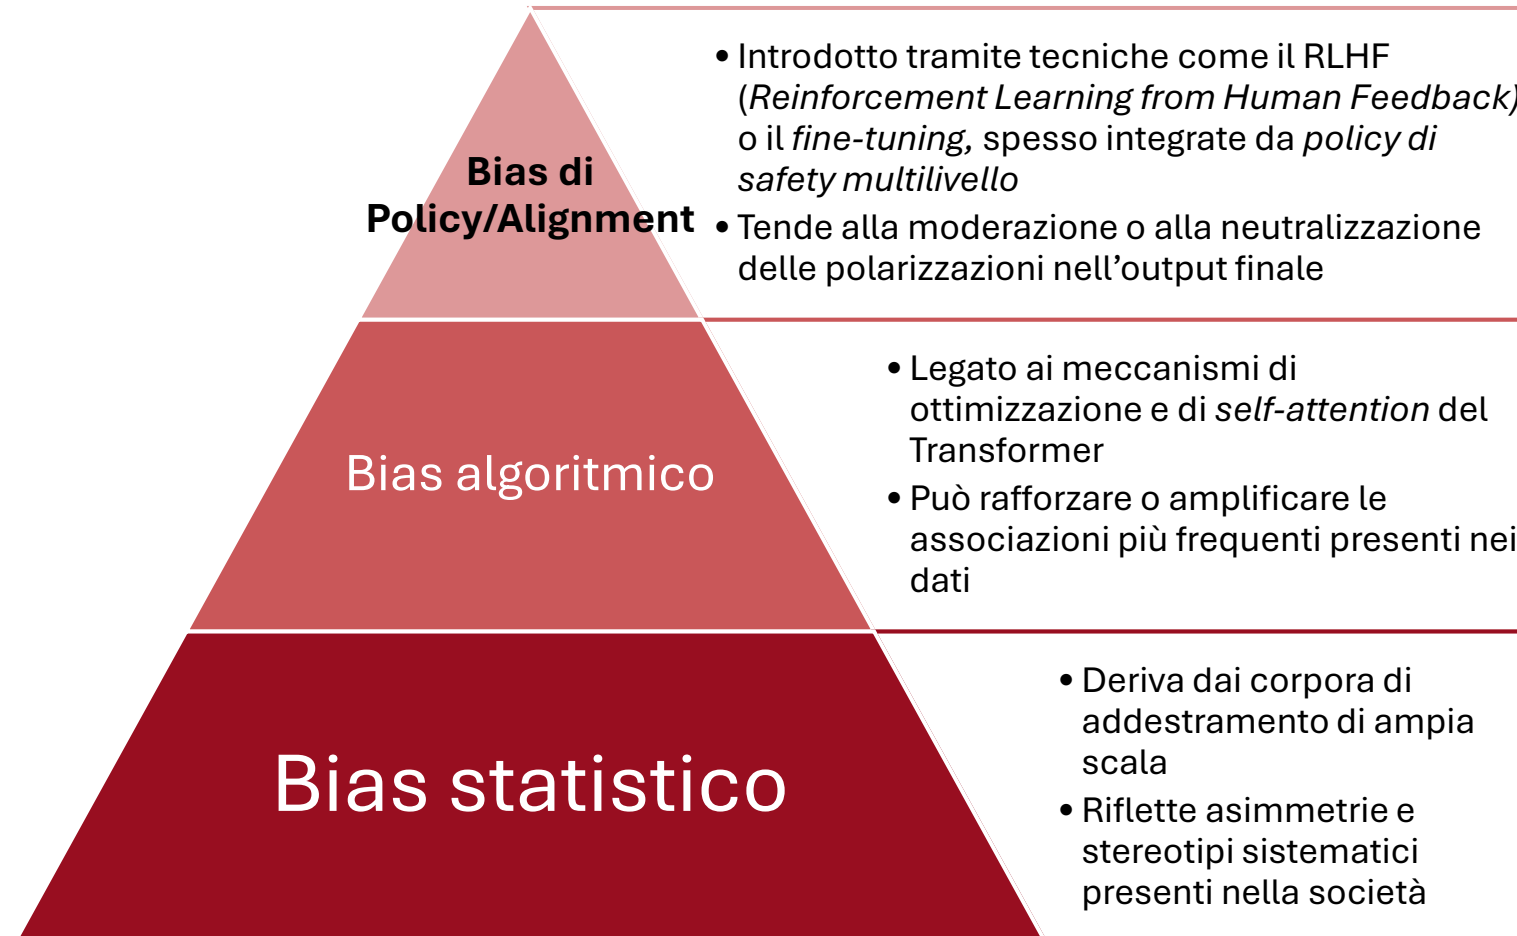 Bias di
Policy/Alignment
• Introdotto tramite tecniche come il RLHF
(Reinforcement Learning from Human Feedback)
o il fine-tuning, spesso integrate da policy di
safety multilivello
• Tende alla moderazione o alla neutralizzazione
delle polarizzazioni nell’output finale
Bias algoritmico
• Legato ai meccanismi di
ottimizzazione e di self-attention del
Transformer
• Può rafforzare o amplificare le
associazioni più frequenti presenti nei
dati
Bias statistico
• Deriva dai corpora di
addestramento di ampia
scala
• Riflette asimmetrie e
stereotipi sistematici
presenti nella società